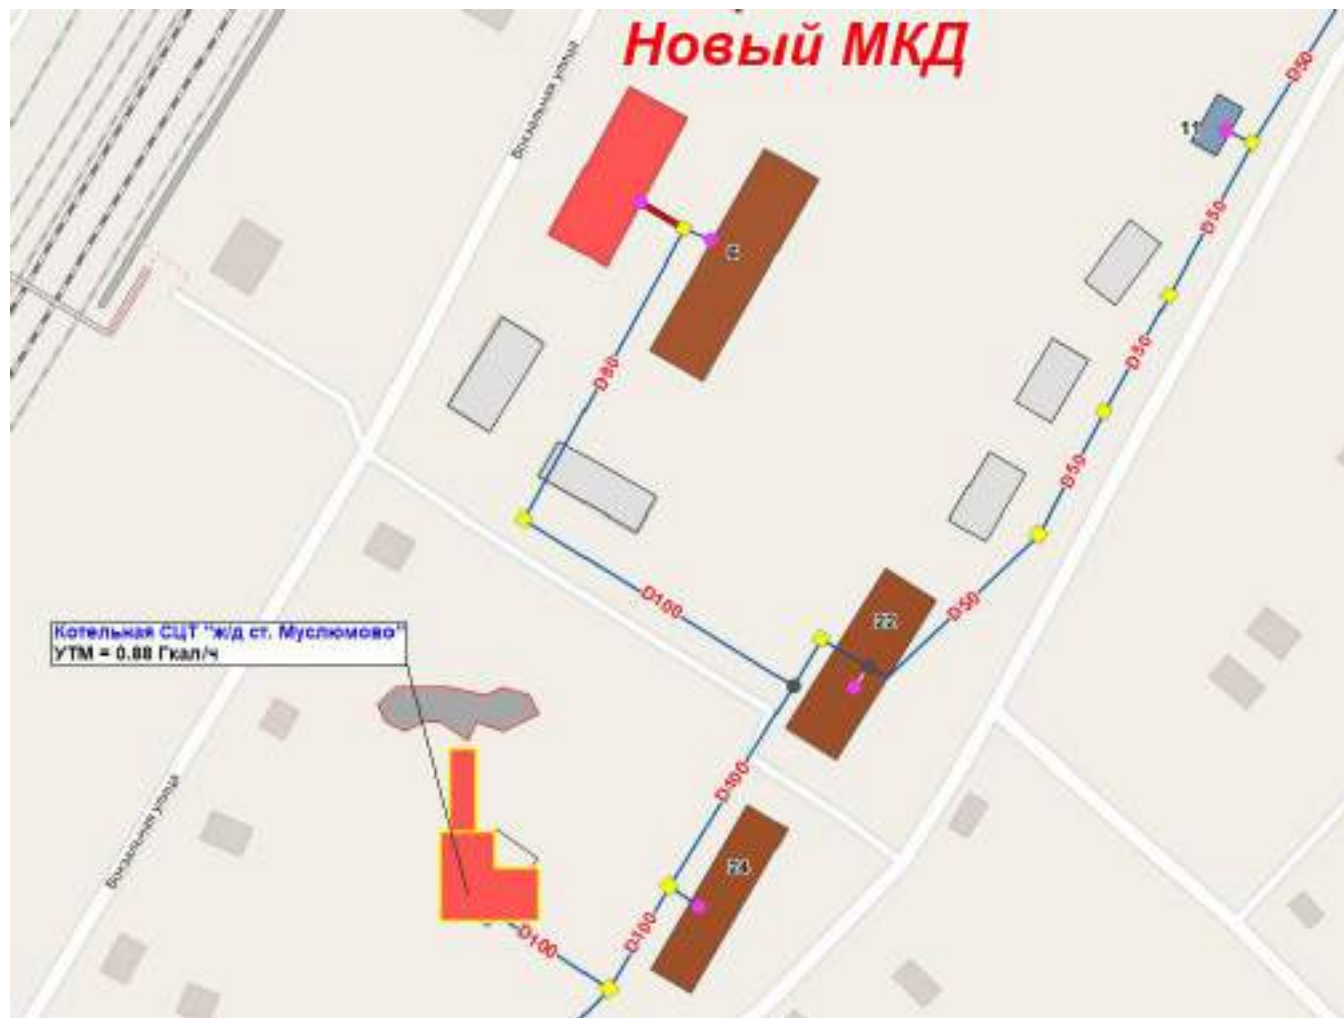 Новый МКД
Вокзальная улица
D50
11
D50
6
D50
D80
D50
D100
22
D50
Котельная СЦТ "ж/д ст. Муслюмово"
УТМ = 0.88 Гкал/ч
D100
Вокзальная улица
24
D100
D100